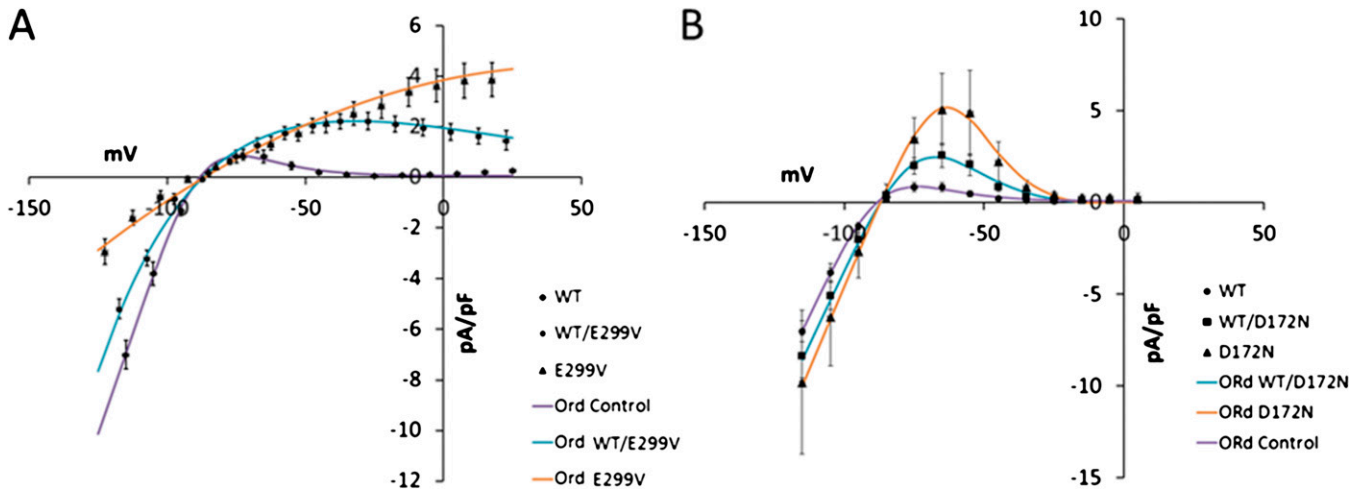 A
6
4
2
0
-2
-4
-6
-8
-10
-12
mV
-150
-100
-50
0
50
pA/pF
WT
WT/E299V
E299V
Ord Control
Ord WT/E299V
Ord E299V
B
10
5
0
-5
-10
-15
mV
-150
-100
-50
0
50
pA/pF
WT
WT/D172N
D172N
ORd WT/D172N
ORd D172N
ORd Control